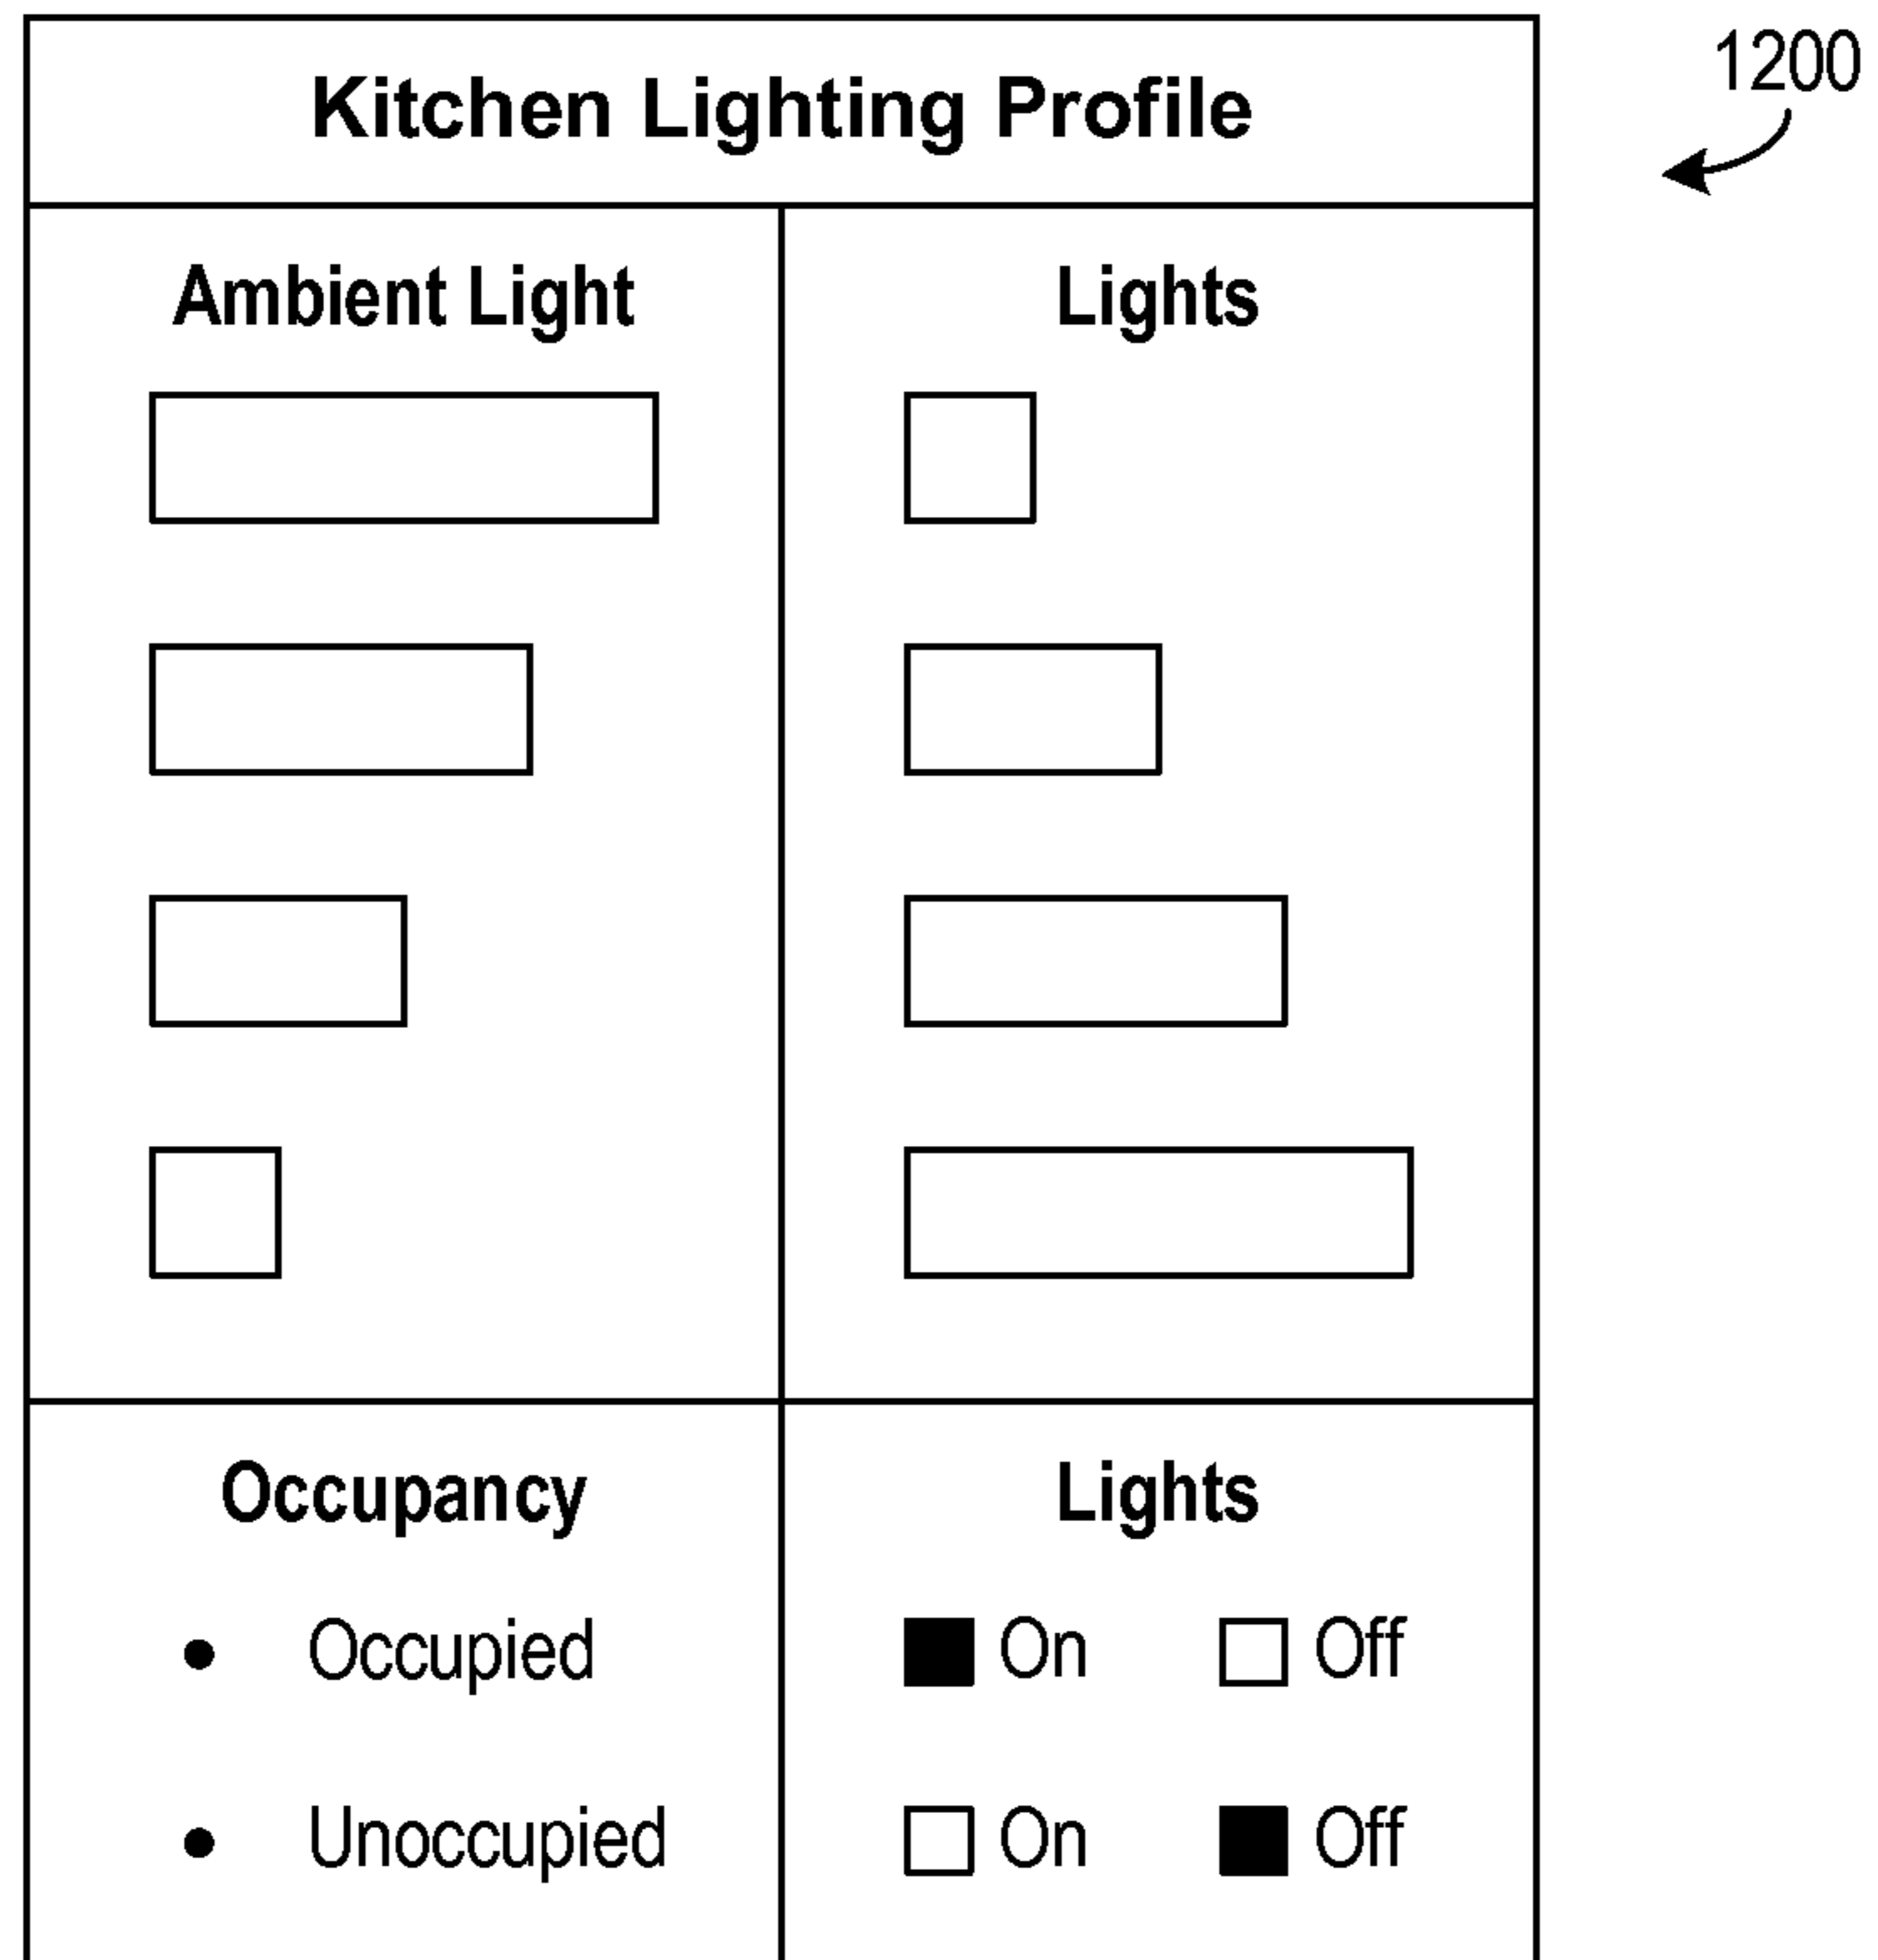 Kitchen Lighting Profile
1200
Ambient Light
Lights
Occupancy
Lights
• Occupied
On Off
• Unoccupied
On Off